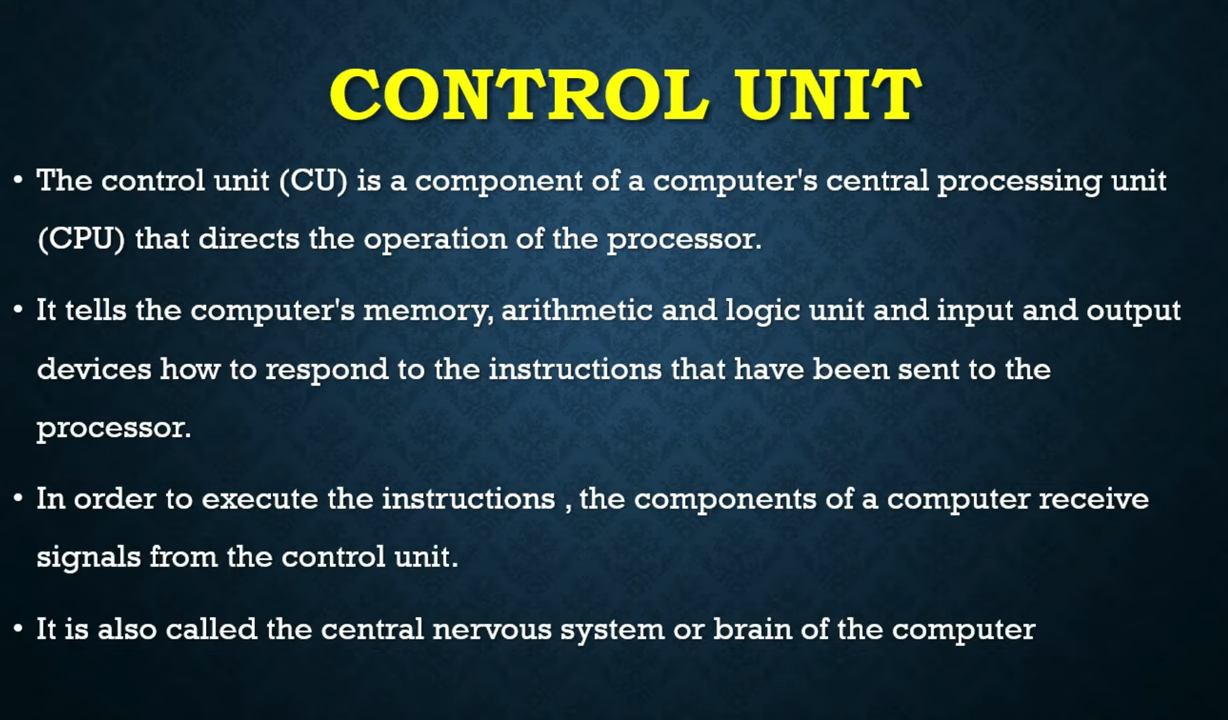 CONTROL UNIT
• The control unit (CU) is a component of a computer's central processing unit
(CPU) that directs the operation of the processor.
• It tells the computer's memory, arithmetic and logic unit and input and output
devices how to respond to the instructions that have been sent to the
processor.
• In order to execute the instructions , the components of a computer receive
signals from the control unit.
• It is also called the central nervous system or brain of the computer